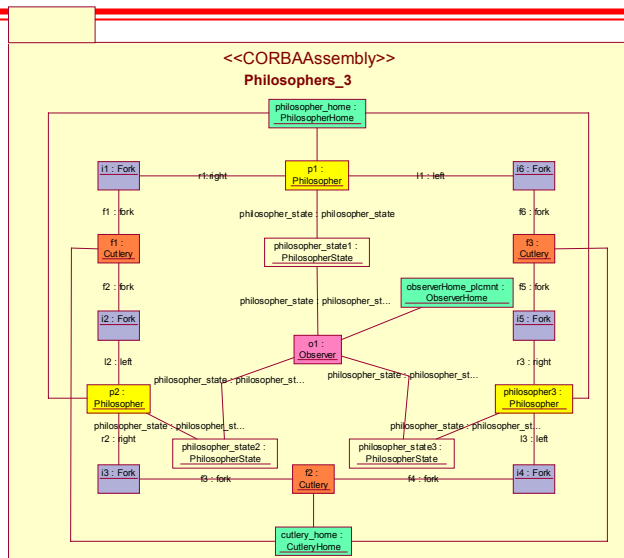 <<CORBAAssembly>>
Philosophers_3
philosopher_home :
PhilosopherHome
i1 : Fork
r1:right
p1 :
Philosopher
l1 : left
i6 : Fork
f1 : fork
philosopher_state : philosopher_state
f6 : fork
f1 :
Cutlery
philosopher_state1 :
PhilosopherState
f3 :
Cutlery
f2 : fork
observerHome_plcmnt :
ObserverHome
f5 : fork
philosopher_state : philosopher_st...
i2 : Fork
i5 : Fork
o1 :
Observer
l2 : left
r3 : right
philosopher_state : philosopher_st...
philosopher_state : philosopher_st...
p2 :
Philosopher
philosopher3 :
Philosopher
philosopher_state : philosopher_st...
philosopher_state : philosopher_st...
r2 : right
l3 : left
philosopher_state2 :
PhilosopherState
philosopher_state3 :
PhilosopherState
i3 : Fork
f3 : fork
f2 :
Cutlery
f4 : fork
i4 : Fork
cutlery_home :
CutleryHome